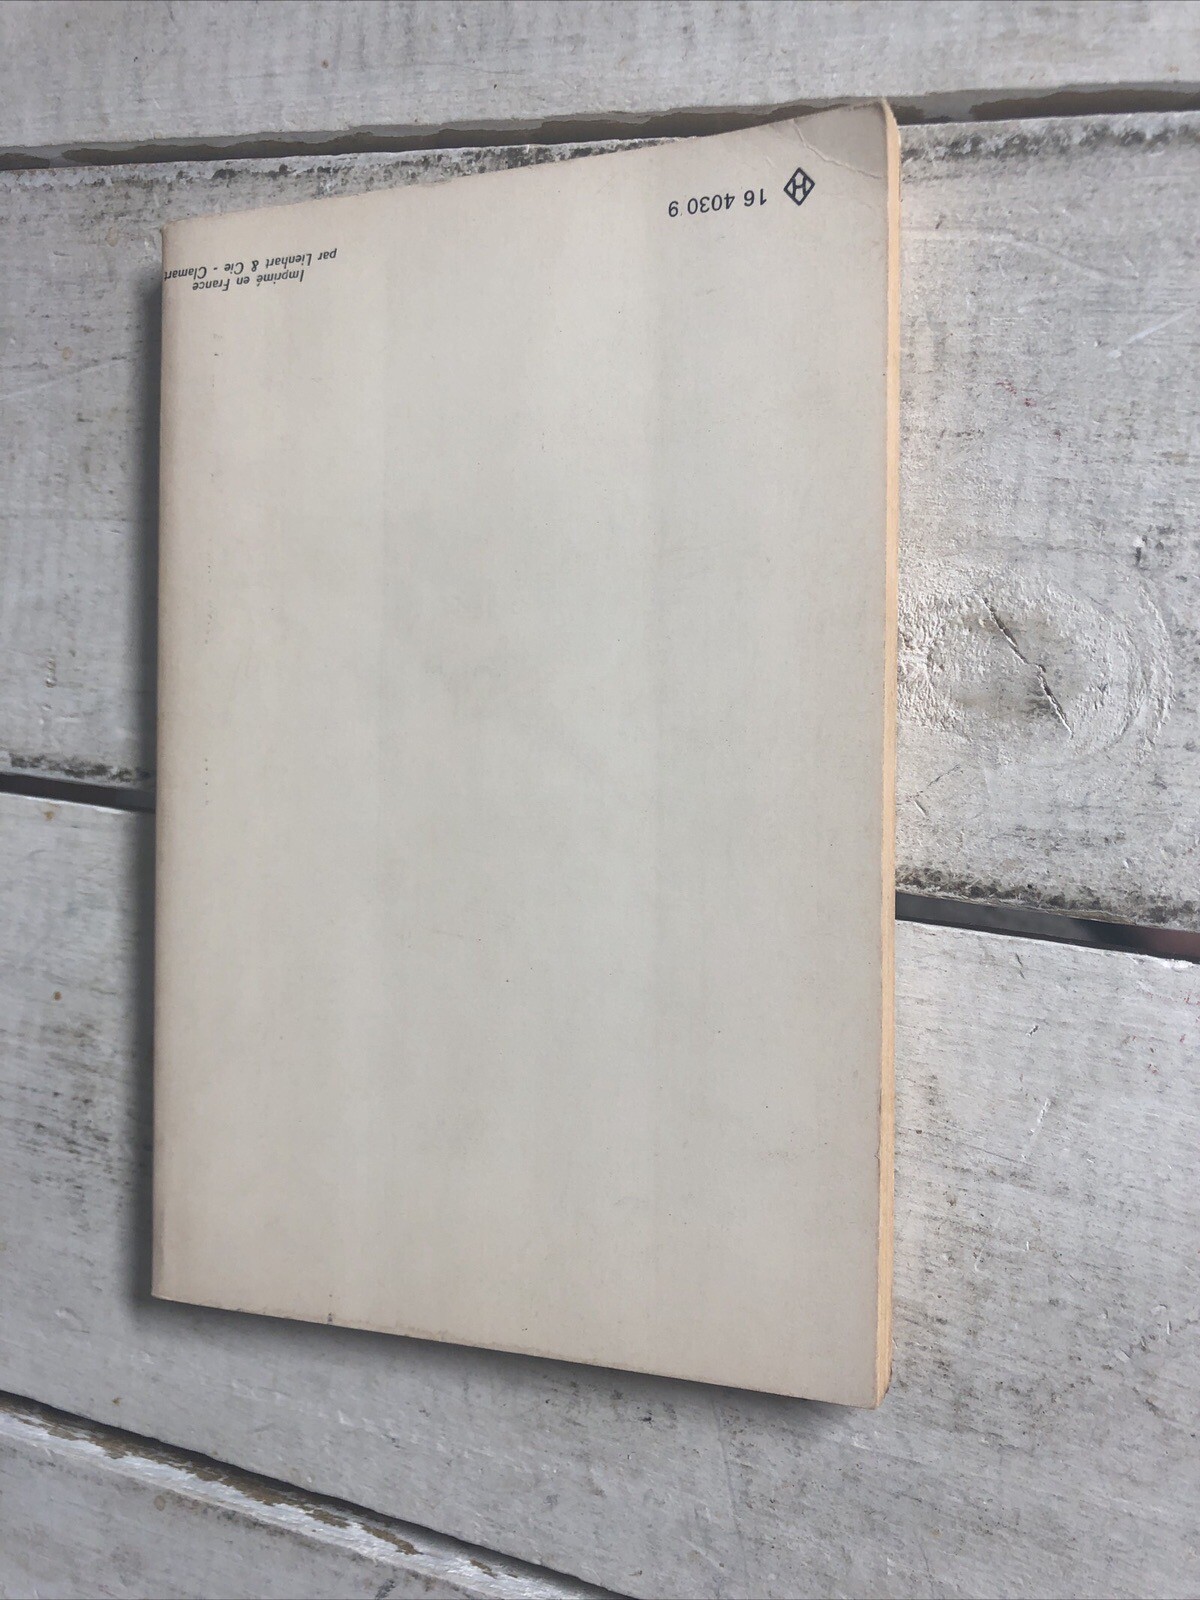 Imprimé en France
par Lienhart & Cie - Clamart
H 16 4030 9